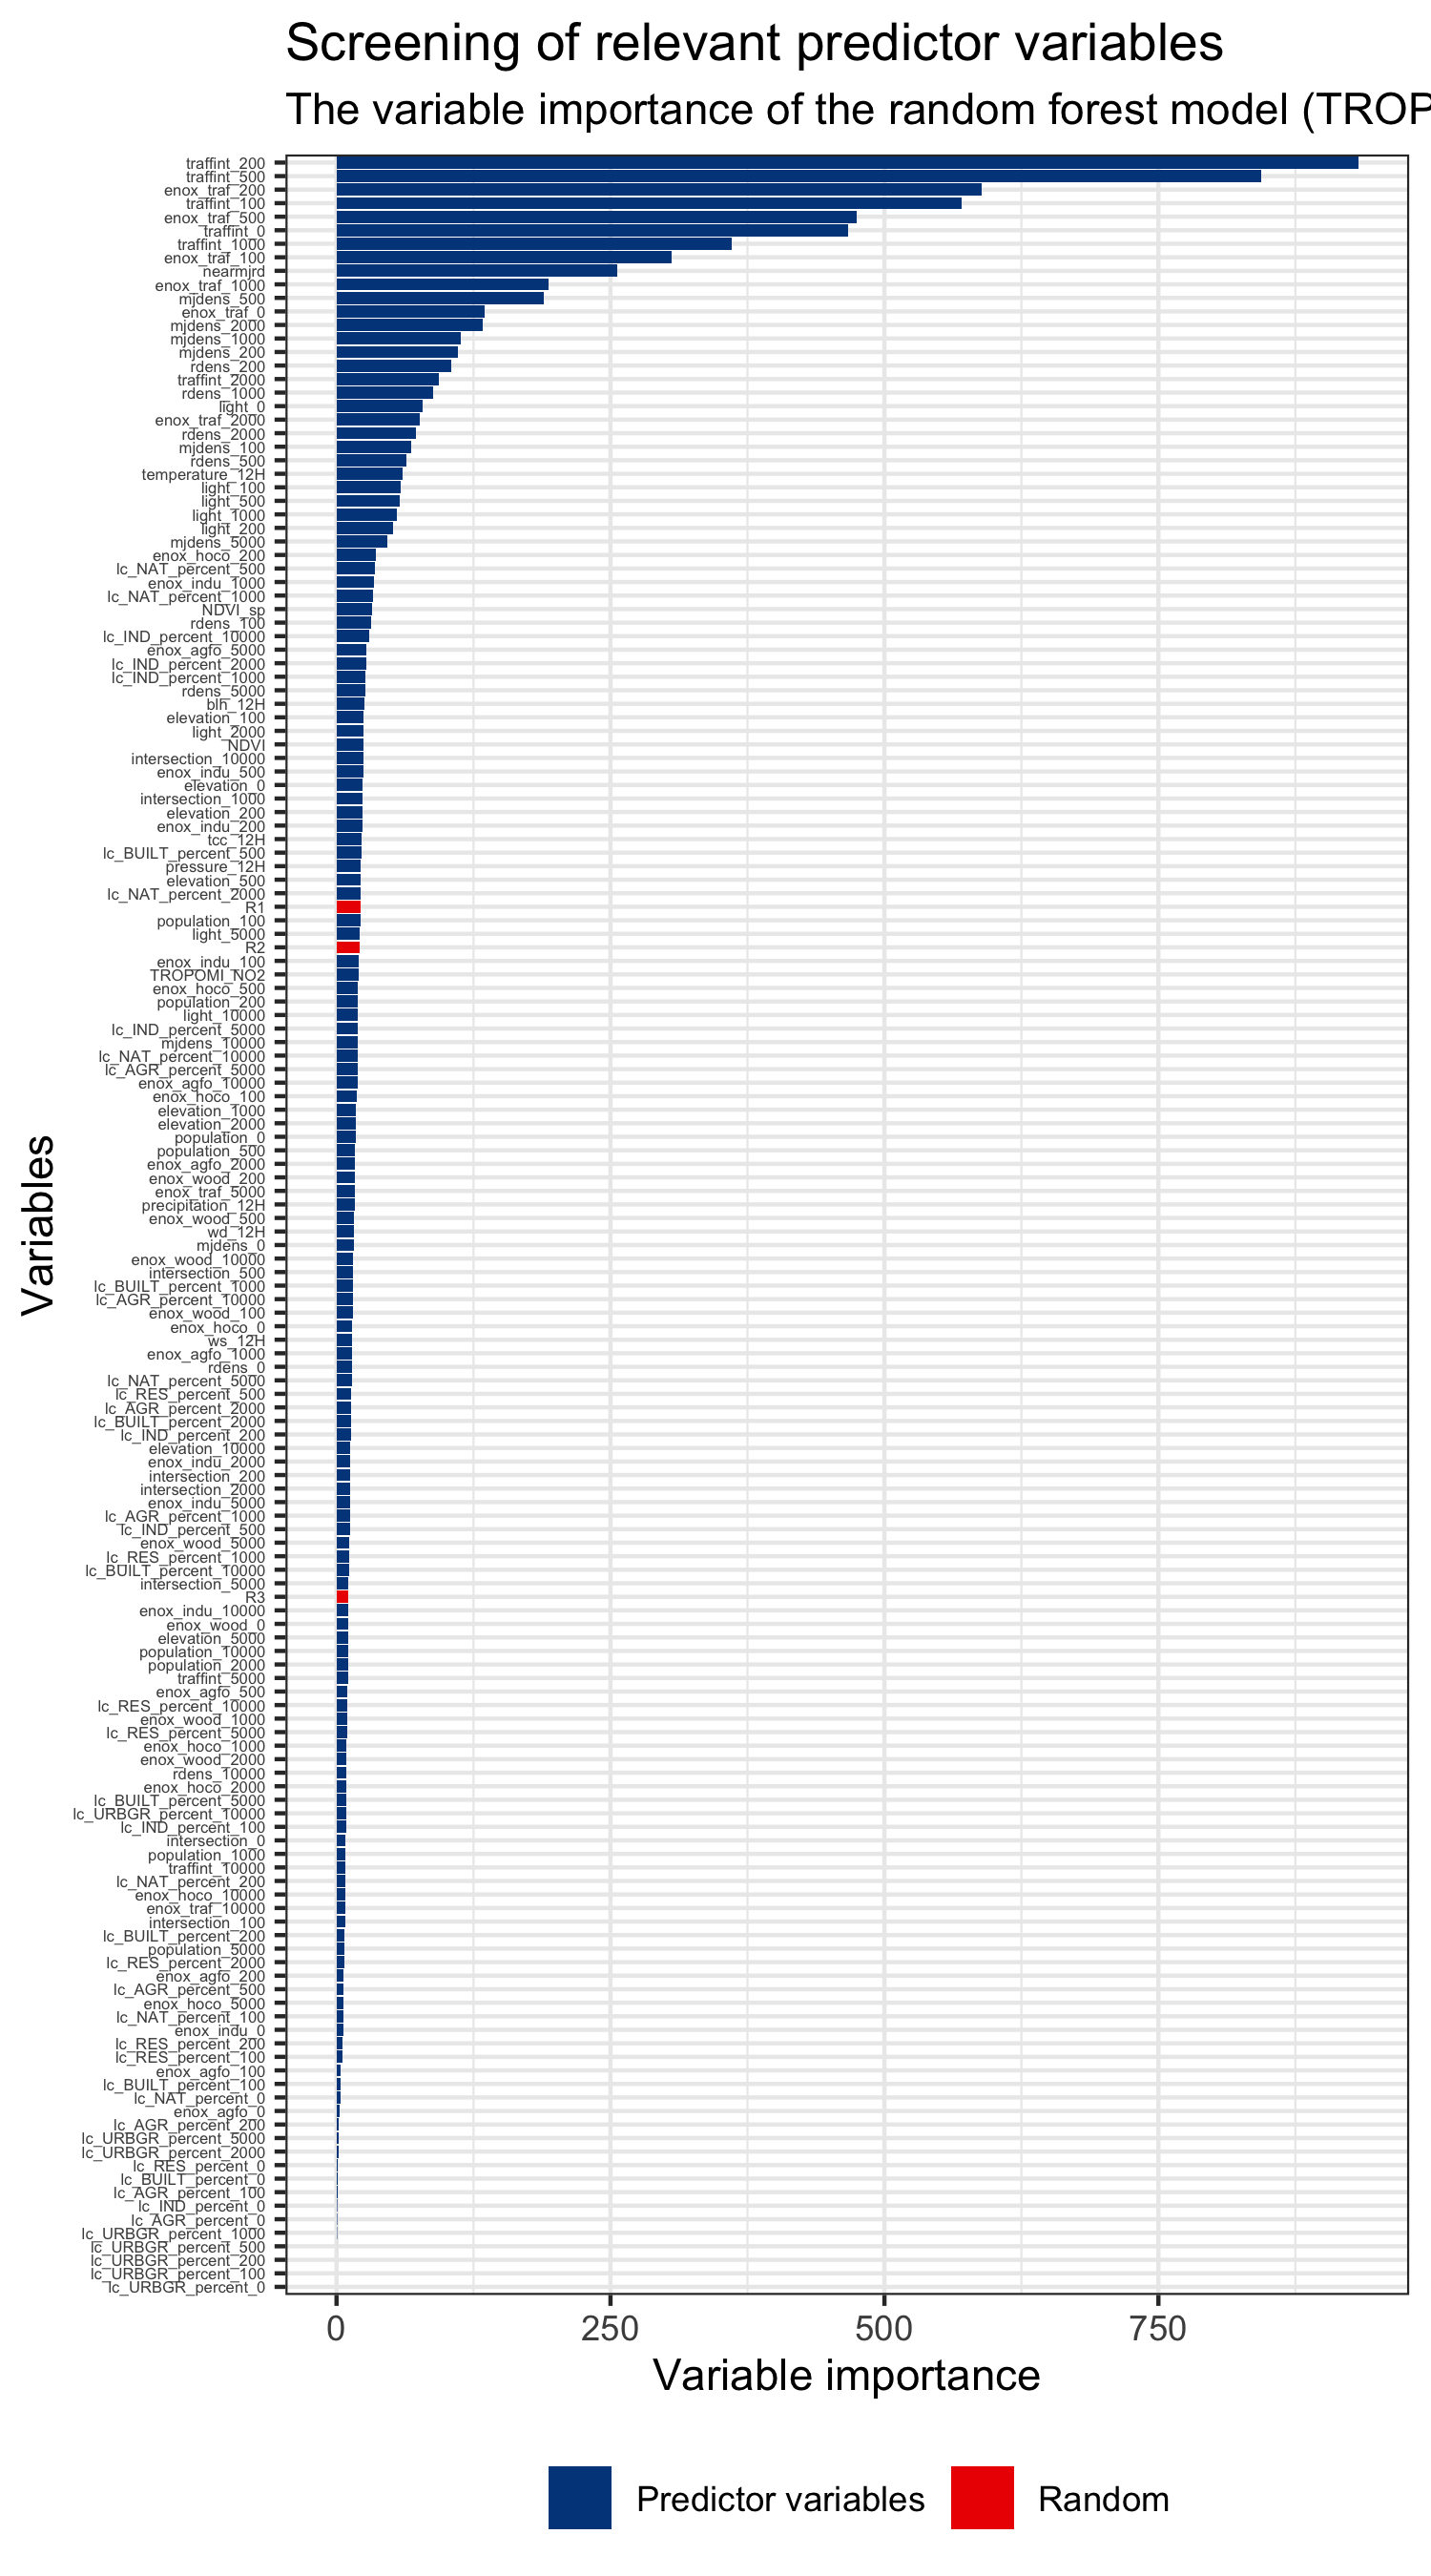 Screening of relevant predictor variables
The variable importance of the random forest model (TROP
traffint_200
traffint_500
enox_traf_200
traffint_100
enox_traf_500
traffint_0
traffint_1000
enox_traf_100
nearmjrd
enox_traf_1000
mjdens_500
enox_traf_0
mjdens_2000
mjdens_1000
mjdens_200
rdens_200
traffint_2000
rdens_1000
light_0
enox_traf_2000
rdens_2000
mjdens_100
rdens_500
temperature_12H
light_100
light_500
light_1000
light_200
mjdens_5000
enox_hoco_200
lc_NAT_percent_500
enox_indu_1000
lc_NAT_percent_1000
NDVI_sp
rdens_100
lc_IND_percent_10000
enox_agfo_5000
lc_IND_percent_2000
lc_IND_percent_1000
rdens_5000
blh_12H
elevation_100
light_2000
NDVI
intersection_10000
enox_indu_500
elevation_0
intersection_1000
elevation_200
enox_indu_200
tcc_12H
lc_BUILT_percent_500
pressure_12H
elevation_500
lc_NAT_percent_2000
R1
population_100
light_5000
R2
enox_indu_100
TROPOMI_NO2
enox_hoco_500
population_200
light_10000
lc_IND_percent_5000
mjdens_10000
lc_NAT_percent_10000
lc_AGR_percent_5000
enox_agfo_10000
enox_hoco_100
elevation_1000
elevation_2000
population_0
population_500
enox_agfo_2000
enox_wood_200
enox_traf_5000
precipitation_12H
enox_wood_500
wd_12H
mjdens_0
enox_wood_10000
intersection_500
lc_BUILT_percent_1000
lc_AGR_percent_10000
enox_wood_100
enox_hoco_0
ws_12H
enox_agfo_1000
rdens_0
lc_NAT_percent_5000
lc_RES_percent_500
lc_AGR_percent_2000
lc_BUILT_percent_2000
lc_IND_percent_200
elevation_10000
enox_indu_2000
intersection_200
intersection_2000
enox_indu_5000
lc_AGR_percent_1000
lc_IND_percent_500
enox_wood_5000
lc_RES_percent_1000
lc_BUILT_percent_10000
intersection_5000
R3
enox_indu_10000
enox_wood_0
elevation_5000
population_10000
population_2000
traffint_5000
enox_agfo_500
lc_RES_percent_10000
enox_wood_1000
lc_RES_percent_5000
enox_hoco_1000
enox_wood_2000
rdens_10000
enox_hoco_2000
lc_BUILT_percent_5000
lc_URBGR_percent_10000
lc_IND_percent_100
intersection_0
population_1000
traffint_10000
lc_NAT_percent_200
enox_hoco_10000
enox_traf_10000
intersection_100
lc_BUILT_percent_200
population_5000
lc_RES_percent_2000
enox_agfo_200
lc_AGR_percent_500
enox_hoco_5000
lc_NAT_percent_100
enox_indu_0
lc_RES_percent_200
lc_RES_percent_100
enox_agfo_100
lc_BUILT_percent_100
lc_NAT_percent_0
enox_agfo_0
lc_AGR_percent_200
lc_URBGR_percent_5000
lc_URBGR_percent_2000
lc_RES_percent_0
lc_BUILT_percent_0
lc_AGR_percent_100
lc_IND_percent_0
lc_AGR_percent_0
lc_URBGR_percent_1000
lc_URBGR_percent_500
lc_URBGR_percent_200
lc_URBGR_percent_100
lc_URBGR_percent_0
Variables
0 250 500 750
Variable importance
Predictor variables Random